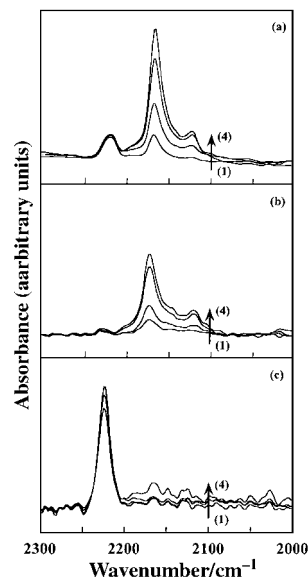 (a)
(4)
(1)
(b)
(4)
(1)
(c)
(4)
(1)
Absorbance (aarbitrary units)
2300 2200 2100 2000
Wavenumber/cm⁻¹